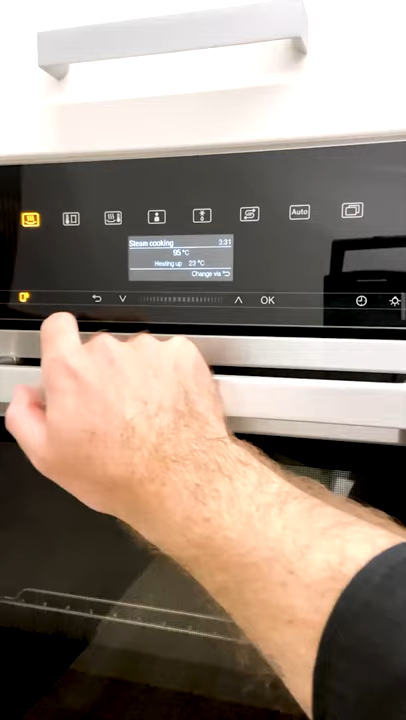 Auto
Steam cooking 3:31
95 °C
Heating up 23 °C
Change via
OK